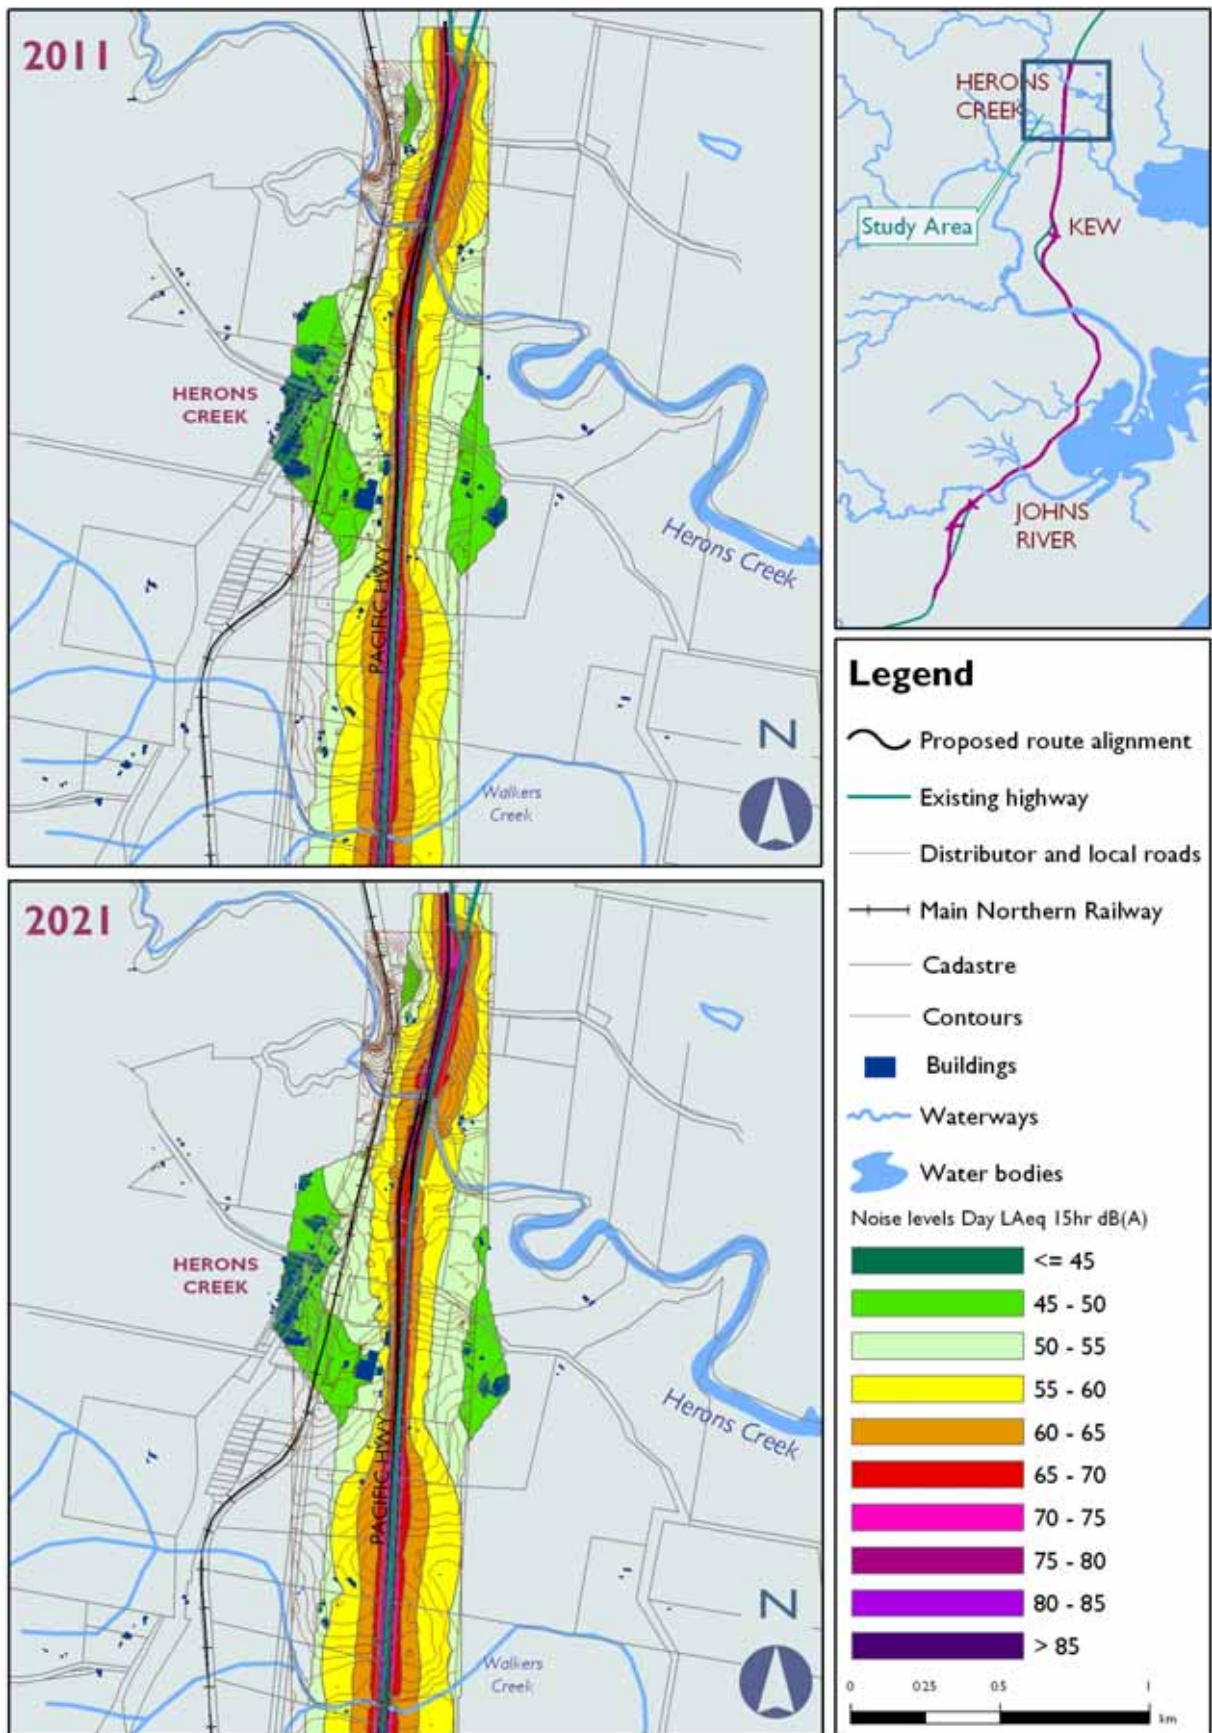 2011
HERONS
CREEK
PACIFIC HWY
Herons Creek
Walkers
Creek
N
2021
HERONS
CREEK
PACIFIC HWY
Herons Creek
Walkers
Creek
N
HERONS
CREEK
Study Area
KEW
JOHNS
RIVER
Legend
Proposed route alignment
Existing highway
Distributor and local roads
Main Northern Railway
Cadastre
Contours
Buildings
Waterways
Water bodies
Noise levels Day LAeq 15hr dB(A)
<= 45
45 - 50
50 - 55
55 - 60
60 - 65
65 - 70
70 - 75
75 - 80
80 - 85
> 85
0 0.25 0.5 1
km